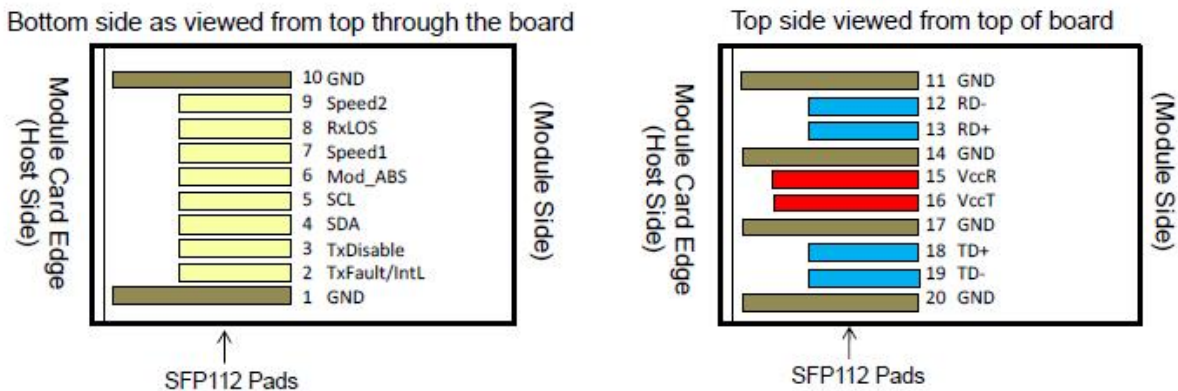 Bottom side as viewed from top through the board
Module Card Edge
(Host Side)
10 GND
9 Speed2
8 RxLOS
7 Speed1
6 Mod_ABS
5 SCL
4 SDA
3 TxDisable
2 TxFault/IntL
1 GND
(Module Side)
SFP112 Pads
Top side viewed from top of board
Module Card Edge
(Host Side)
11 GND
12 RD-
13 RD+
14 GND
15 VccR
16 VccT
17 GND
18 TD+
19 TD-
20 GND
(Module Side)
SFP112 Pads